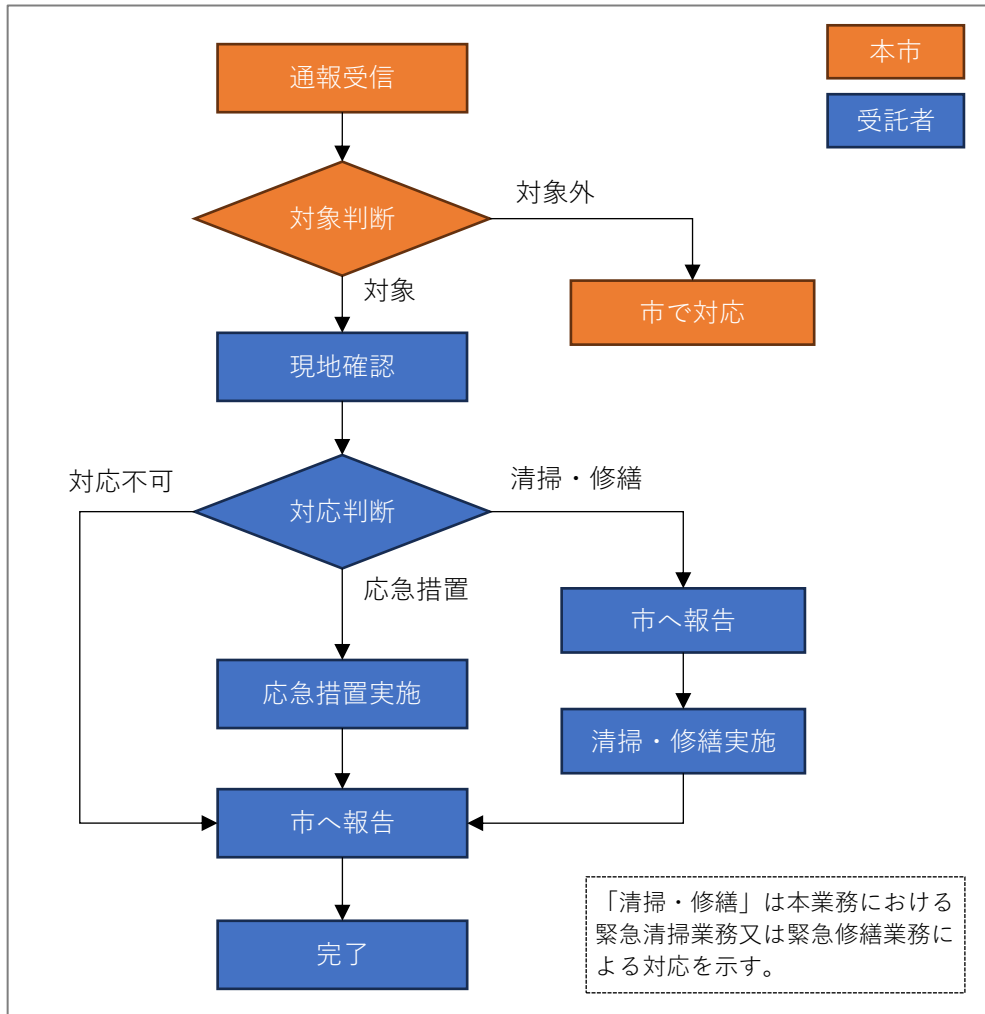 通報受信
本市
受託者
対象判断
対象外
対象
市で対応
現地確認
対応不可
対応判断
清掃・修繕
応急措置
市へ報告
応急措置実施
清掃・修繕実施
市へ報告
「清掃・修繕」は本業務における
緊急清掃業務又は緊急修繕業務に
よる対応を示す。
完了